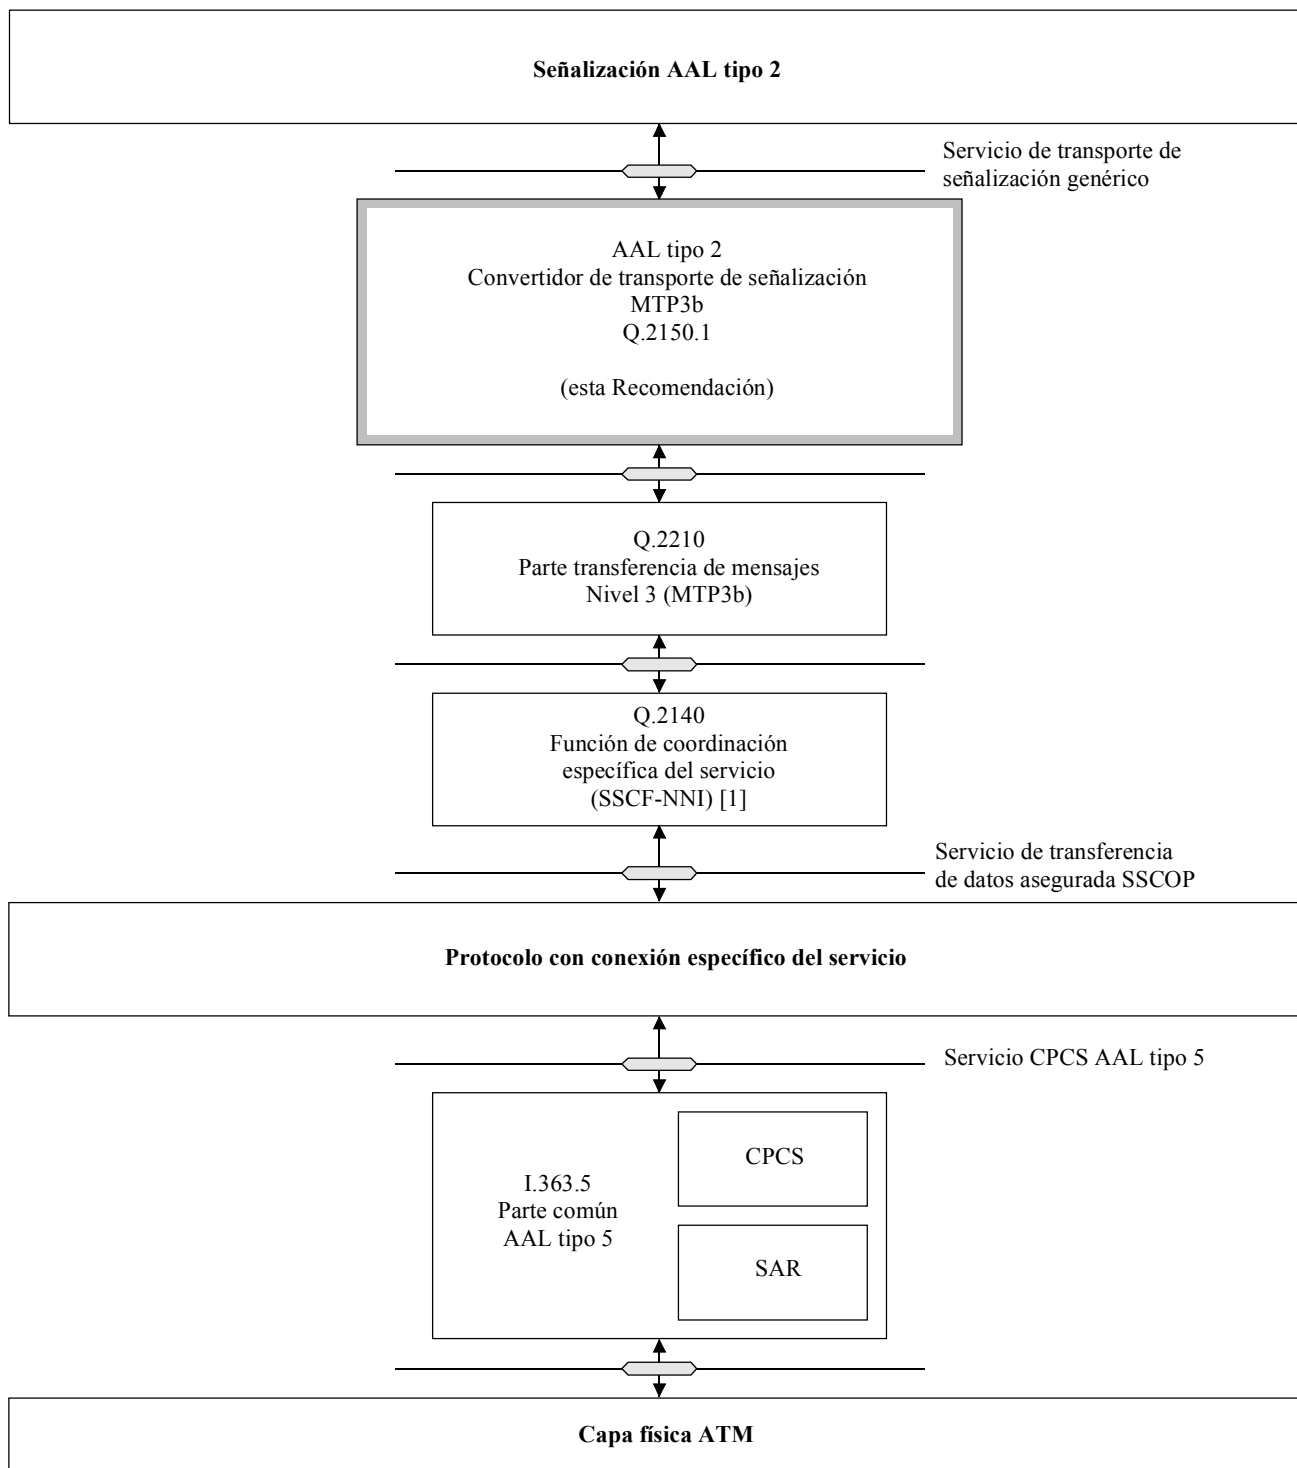 Señalización AAL tipo 2
Servicio de transporte de
señalización genérico
AAL tipo 2
Convertidor de transporte de señalización
MTP3b
Q.2150.1
(esta Recomendación)
Q.2210
Parte transferencia de mensajes
Nivel 3 (MTP3b)
Q.2140
Función de coordinación
específica del servicio
(SSCF-NNI) [1]
Servicio de transferencia
de datos asegurada SSCOP
Protocolo con conexión específico del servicio
Servicio CPCS AAL tipo 5
CPCS
I.363.5
Parte común
AAL tipo 5
SAR
Capa física ATM